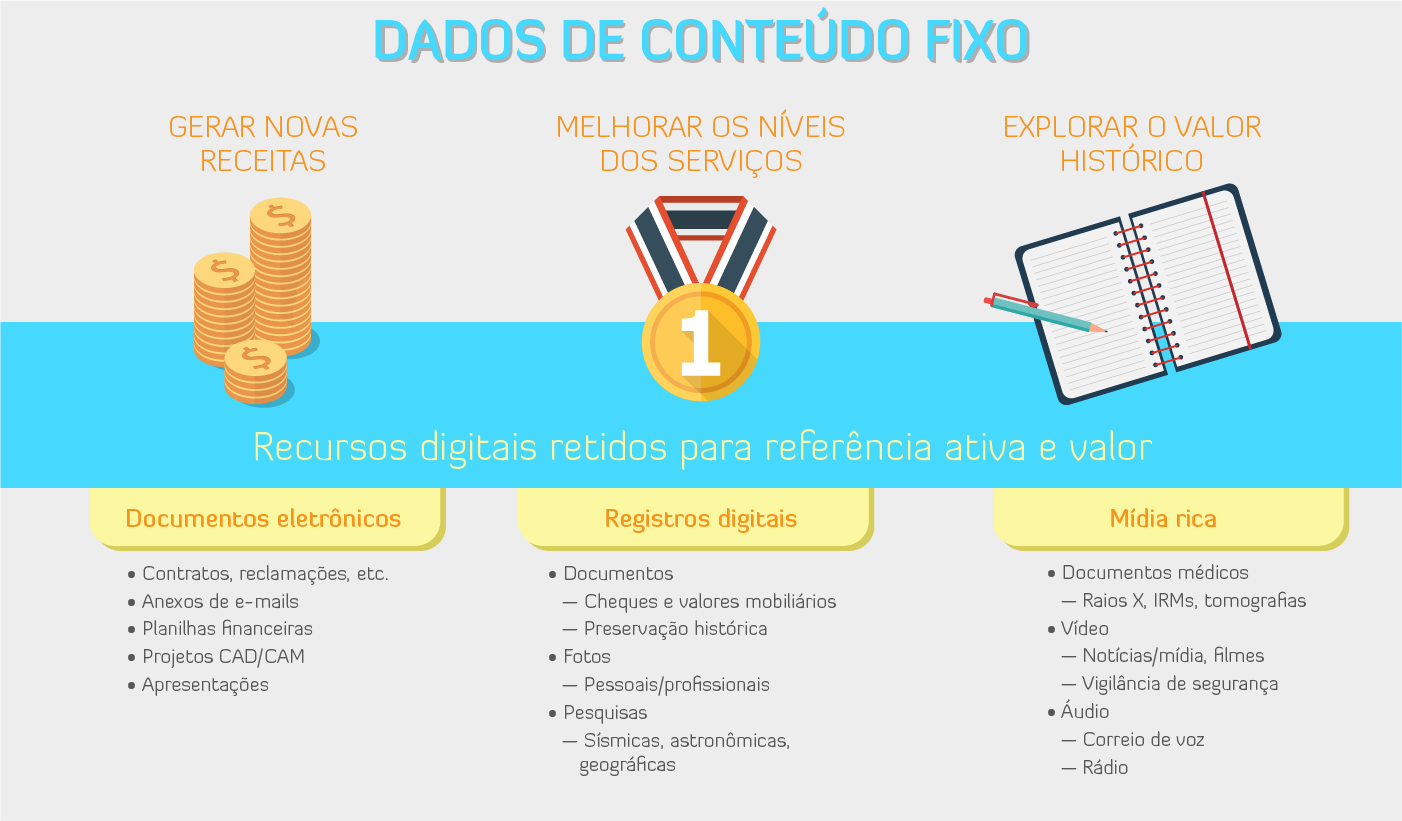 DADOS DE CONTEÚDO FIXO
GERAR NOVAS
RECEITAS
MELHORAR OS NÍVEIS
DOS SERVIÇOS
EXPLORAR O VALOR
HISTÓRICO
$
$
$
1
Recursos digitais retidos para referência ativa e valor
Documentos eletrônicos
• Contratos, reclamações, etc.
• Anexos de e-mails
• Planilhas financeiras
• Projetos CAD/CAM
• Apresentações
Registros digitais
• Documentos
— Cheques e valores mobiliários
— Preservação histórica
• Fotos
— Pessoais/profissionais
• Pesquisas
— Sísmicas, astronômicas,
geográficas
Mídia rica
• Documentos médicos
— Raios X, IRMs, tomografias
• Vídeo
— Notícias/mídia, filmes
— Vigilância de segurança
• Áudio
— Correio de voz
— Rádio